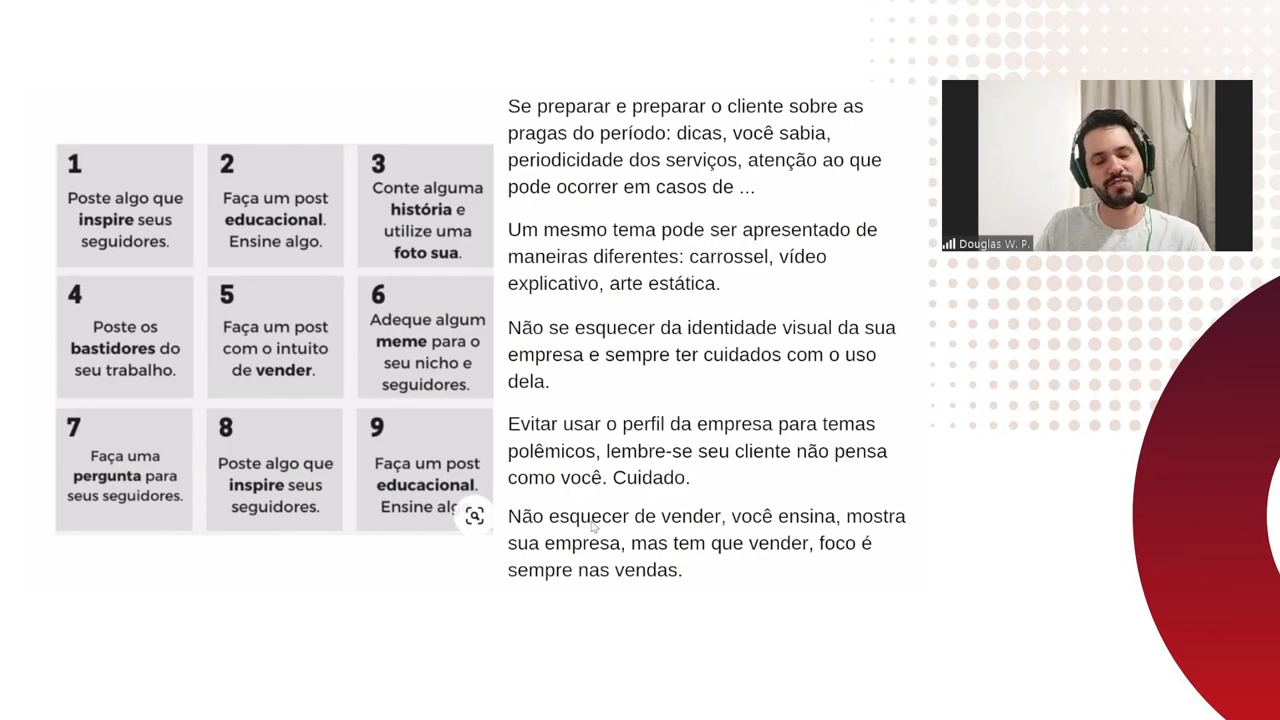 1
Poste algo que
inspire seus
seguidores.
2
Faça um post
educacional.
Ensine algo.
3
Conte alguma
história e
utilize uma
foto sua.
4
Poste os
bastidores do
seu trabalho.
5
Faça um post
com o intuito
de vender.
6
Adeque algum
meme para o
seu nicho e
seguidores.
7
Faça uma
pergunta para
seus seguidores.
8
Poste algo que
inspire seus
seguidores.
9
Faça um post
educacional.
Ensine
Se preparar e preparar o cliente sobre as
pragas do período: dicas, você sabia,
periodicidade dos serviços, atenção ao que
pode ocorrer em casos de ...
Um mesmo tema pode ser apresentado de
maneiras diferentes: carrossel, vídeo
explicativo, arte estática.
Não se esquecer da identidade visual da sua
empresa e sempre ter cuidados com o uso
dela.
Evitar usar o perfil da empresa para temas
polêmicos, lembre-se seu cliente não pensa
como você. Cuidado.
Não esquecer de vender, você ensina, mostra
sua empresa, mas tem que vender, foco é
sempre nas vendas.
Douglas W. P.